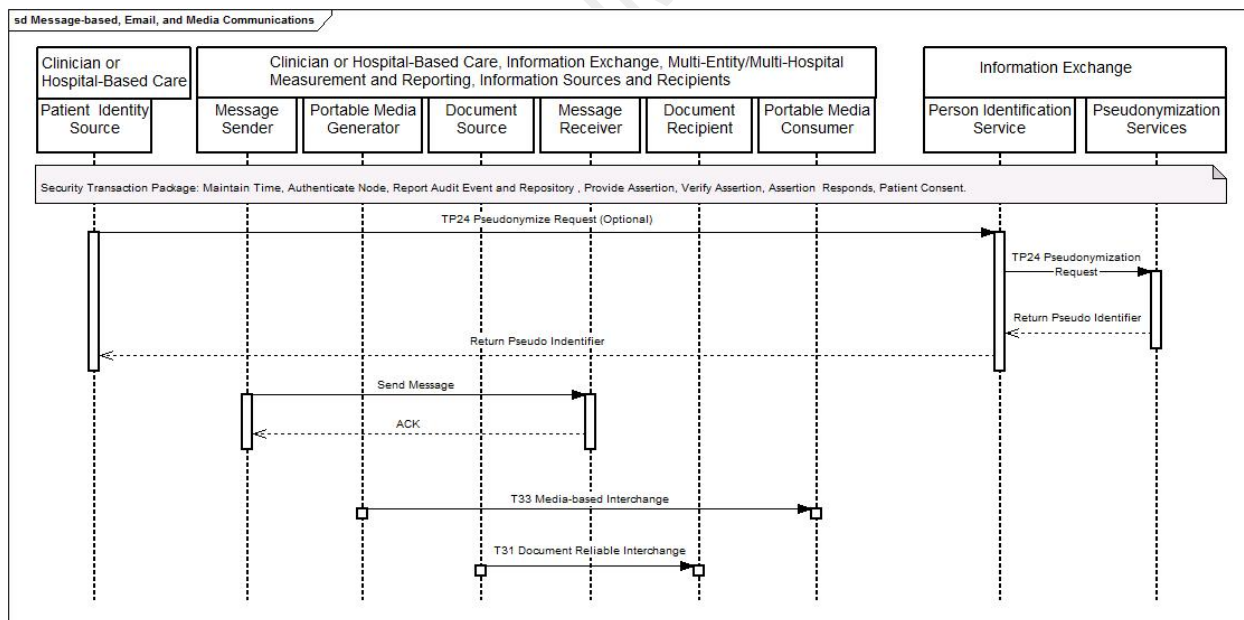 sd Message-based, Email, and Media Communications
Clinician or
Hospital-Based Care
Clinician or Hospital-Based Care, Information Exchange, Multi-Entity/Multi-Hospital
Measurement and Reporting, Information Sources and Recipients
Information Exchange
Patient Identity
Source
Message
Sender
Portable Media
Generator
Document
Source
Message
Receiver
Document
Recipient
Portable Media
Consumer
Person Identification
Service
Pseudonymization
Services
Security Transaction Package: Maintain Time, Authenticate Node, Report Audit Event and Repository , Provide Assertion, Verify Assertion, Assertion Responds, Patient Consent.
TP24 Pseudonymize Request (Optional)
TP24 Pseudonymization
Request
Return Pseudo Identifier
Return Pseudo Indentifier
Send Message
ACK
T33 Media-based Interchange
T31 Document Reliable Interchange